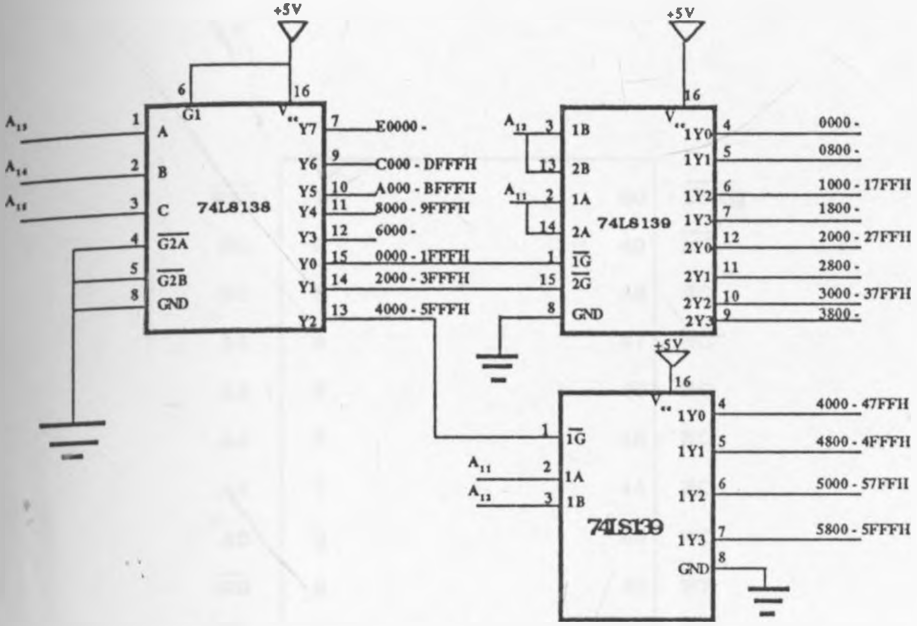 +5V
+5V
6
16
G1
Vcc
A13
1
A
A14
2
B
A15
3
C
4
G2A
5
G2B
8
GND
74LS138
Y7
7
E0000 -
Y6
9
C000 - DFFFH
Y5
10
A000 - BFFFH
Y4
11
8000 - 9FFFH
Y3
12
6000 -
Y0
15
0000 - 1FFFH
Y1
14
2000 - 3FFFH
Y2
13
4000 - 5FFFH
16
Vcc
A12
3
1B
13
2B
A11
2
1A
14
2A
1
1G
15
2G
8
GND
74LS139
1Y0
4
0000 -
1Y1
5
0800 -
1Y2
6
1000 - 17FFH
1Y3
7
1800 -
2Y0
12
2000 - 27FFH
2Y1
11
2800 -
2Y2
10
3000 - 37FFH
2Y3
9
3800 -
+5V
16
Vcc
1
1G
A11
2
1A
A12
3
1B
74LS139
1Y0
4
4000 - 47FFH
1Y1
5
4800 - 4FFFH
1Y2
6
5000 - 57FFH
1Y3
7
5800 - 5FFFH
GND
8